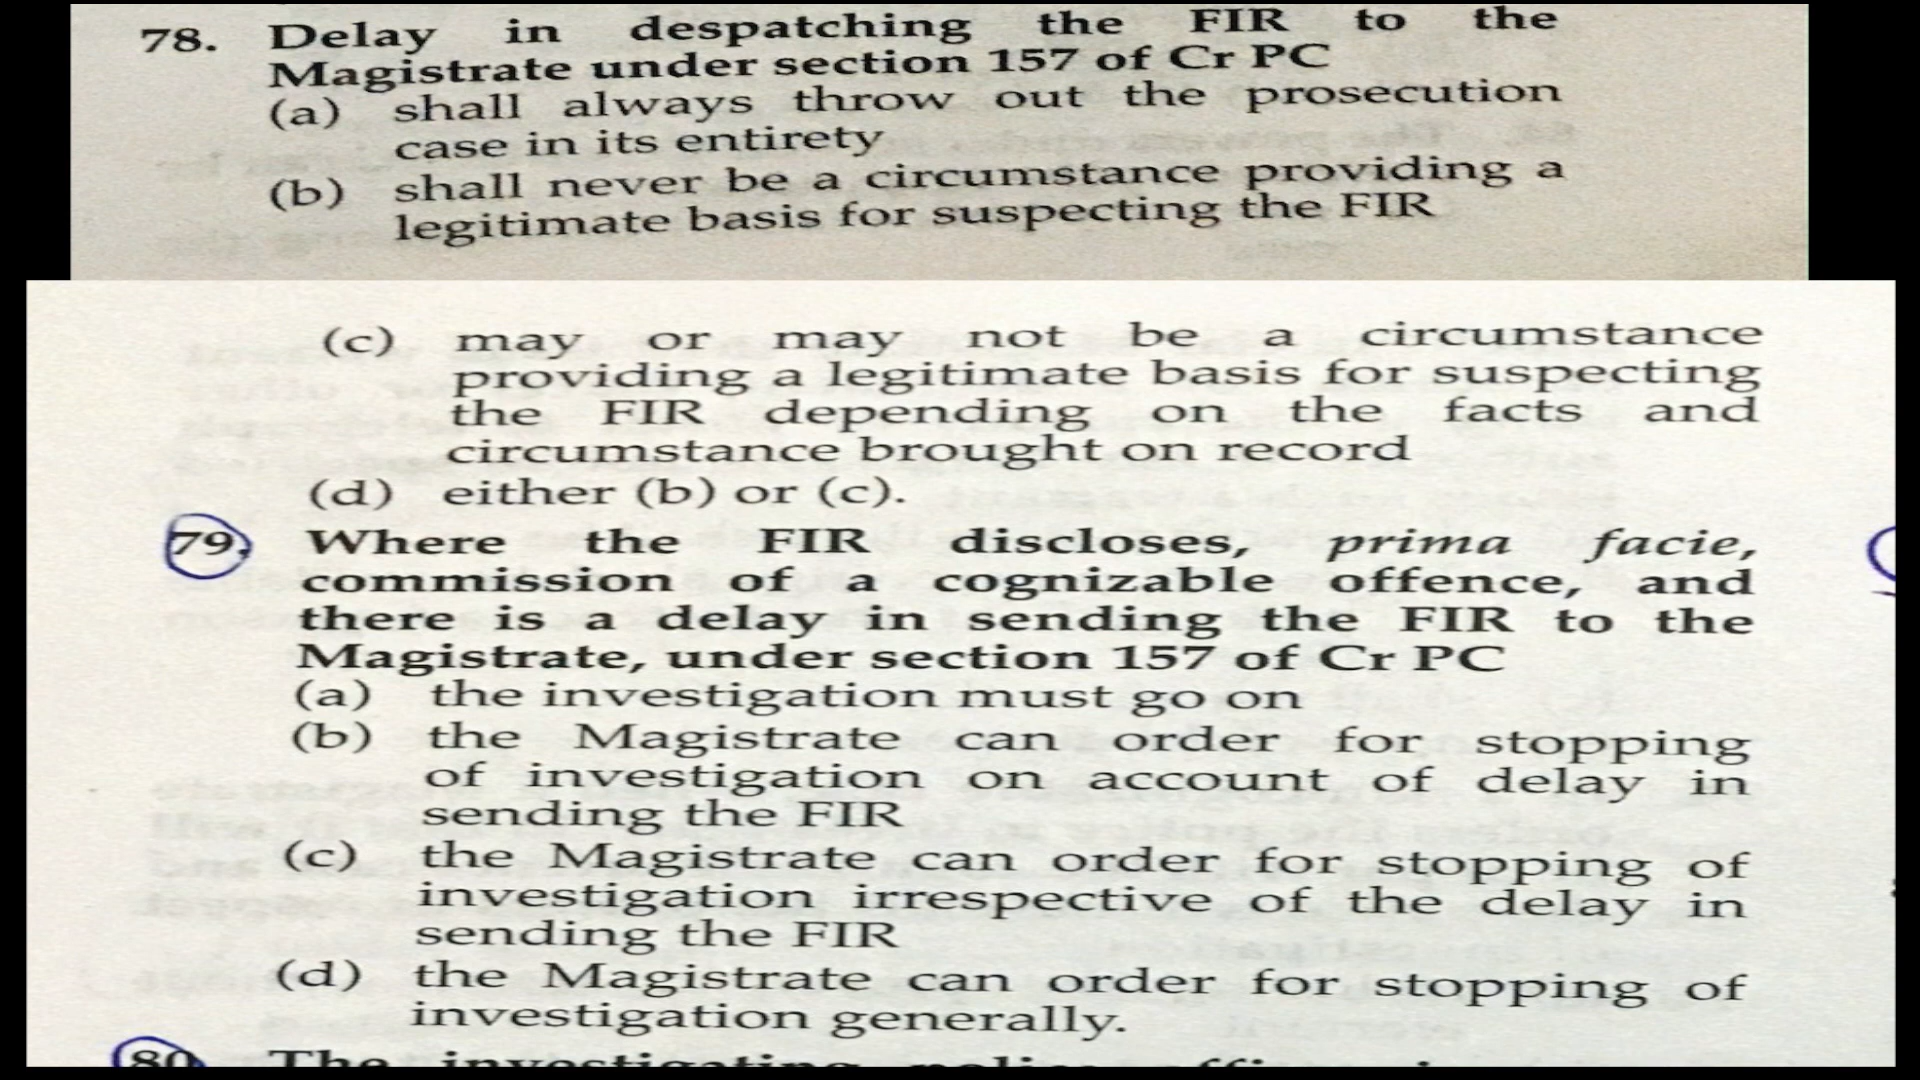 78. Delay in despatching the FIR to the
Magistrate under section 157 of Cr PC
(a) shall always throw out the prosecution
case in its entirety
(b) shall never be a circumstance providing a
legitimate basis for suspecting the FIR
(c) may or may not be a circumstance
providing a legitimate basis for suspecting
the FIR depending on the facts and
circumstance brought on record
(d) either (b) or (c).
79. Where the FIR discloses, prima facie,
commission of a cognizable offence, and
there is a delay in sending the FIR to the
Magistrate, under section 157 of Cr PC
(a) the investigation must go on
(b) the Magistrate can order for stopping
of investigation on account of delay in
sending the FIR
(c) the Magistrate can order for stopping of
investigation irrespective of the delay in
sending the FIR
(d) the Magistrate can order for stopping of
investigation generally.
80. The investigating police